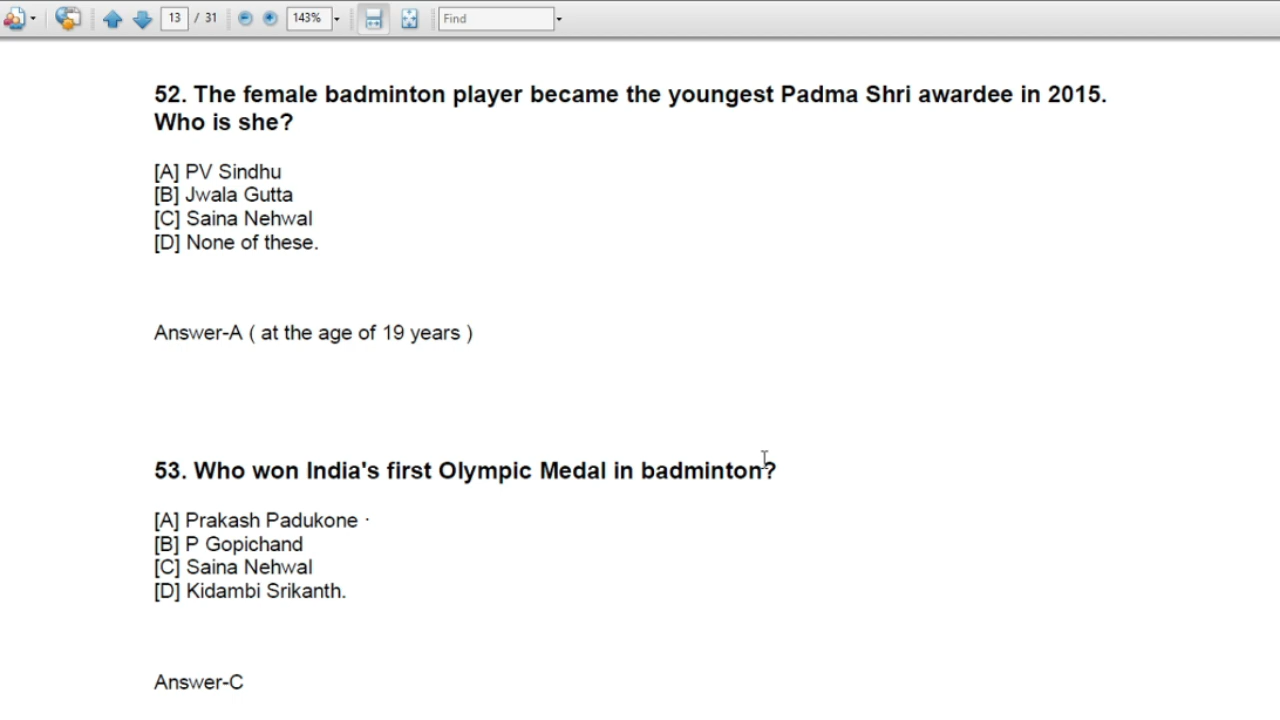 13 / 31 143% Find
52. The female badminton player became the youngest Padma Shri awardee in 2015.
Who is she?
[A] PV Sindhu
[B] Jwala Gutta
[C] Saina Nehwal
[D] None of these.
Answer-A ( at the age of 19 years )
53. Who won India's first Olympic Medal in badminton?
[A] Prakash Padukone ·
[B] P Gopichand
[C] Saina Nehwal
[D] Kidambi Srikanth.
Answer-C